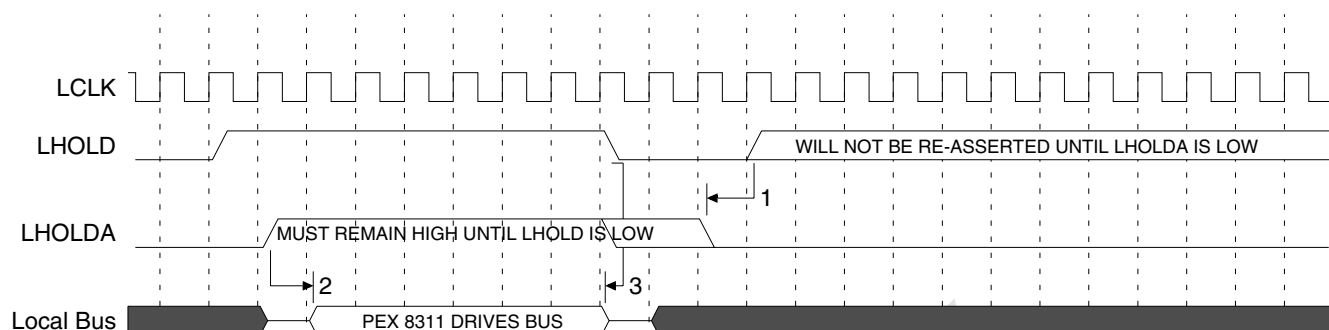 LCLK
LHOLD
WILL NOT BE RE-ASSERTED UNTIL LHOLDA IS LOW
1
LHOLDA
MUST REMAIN HIGH UNTIL LHOLD IS LOW
2
3
Local Bus
PEX 8311 DRIVES BUS